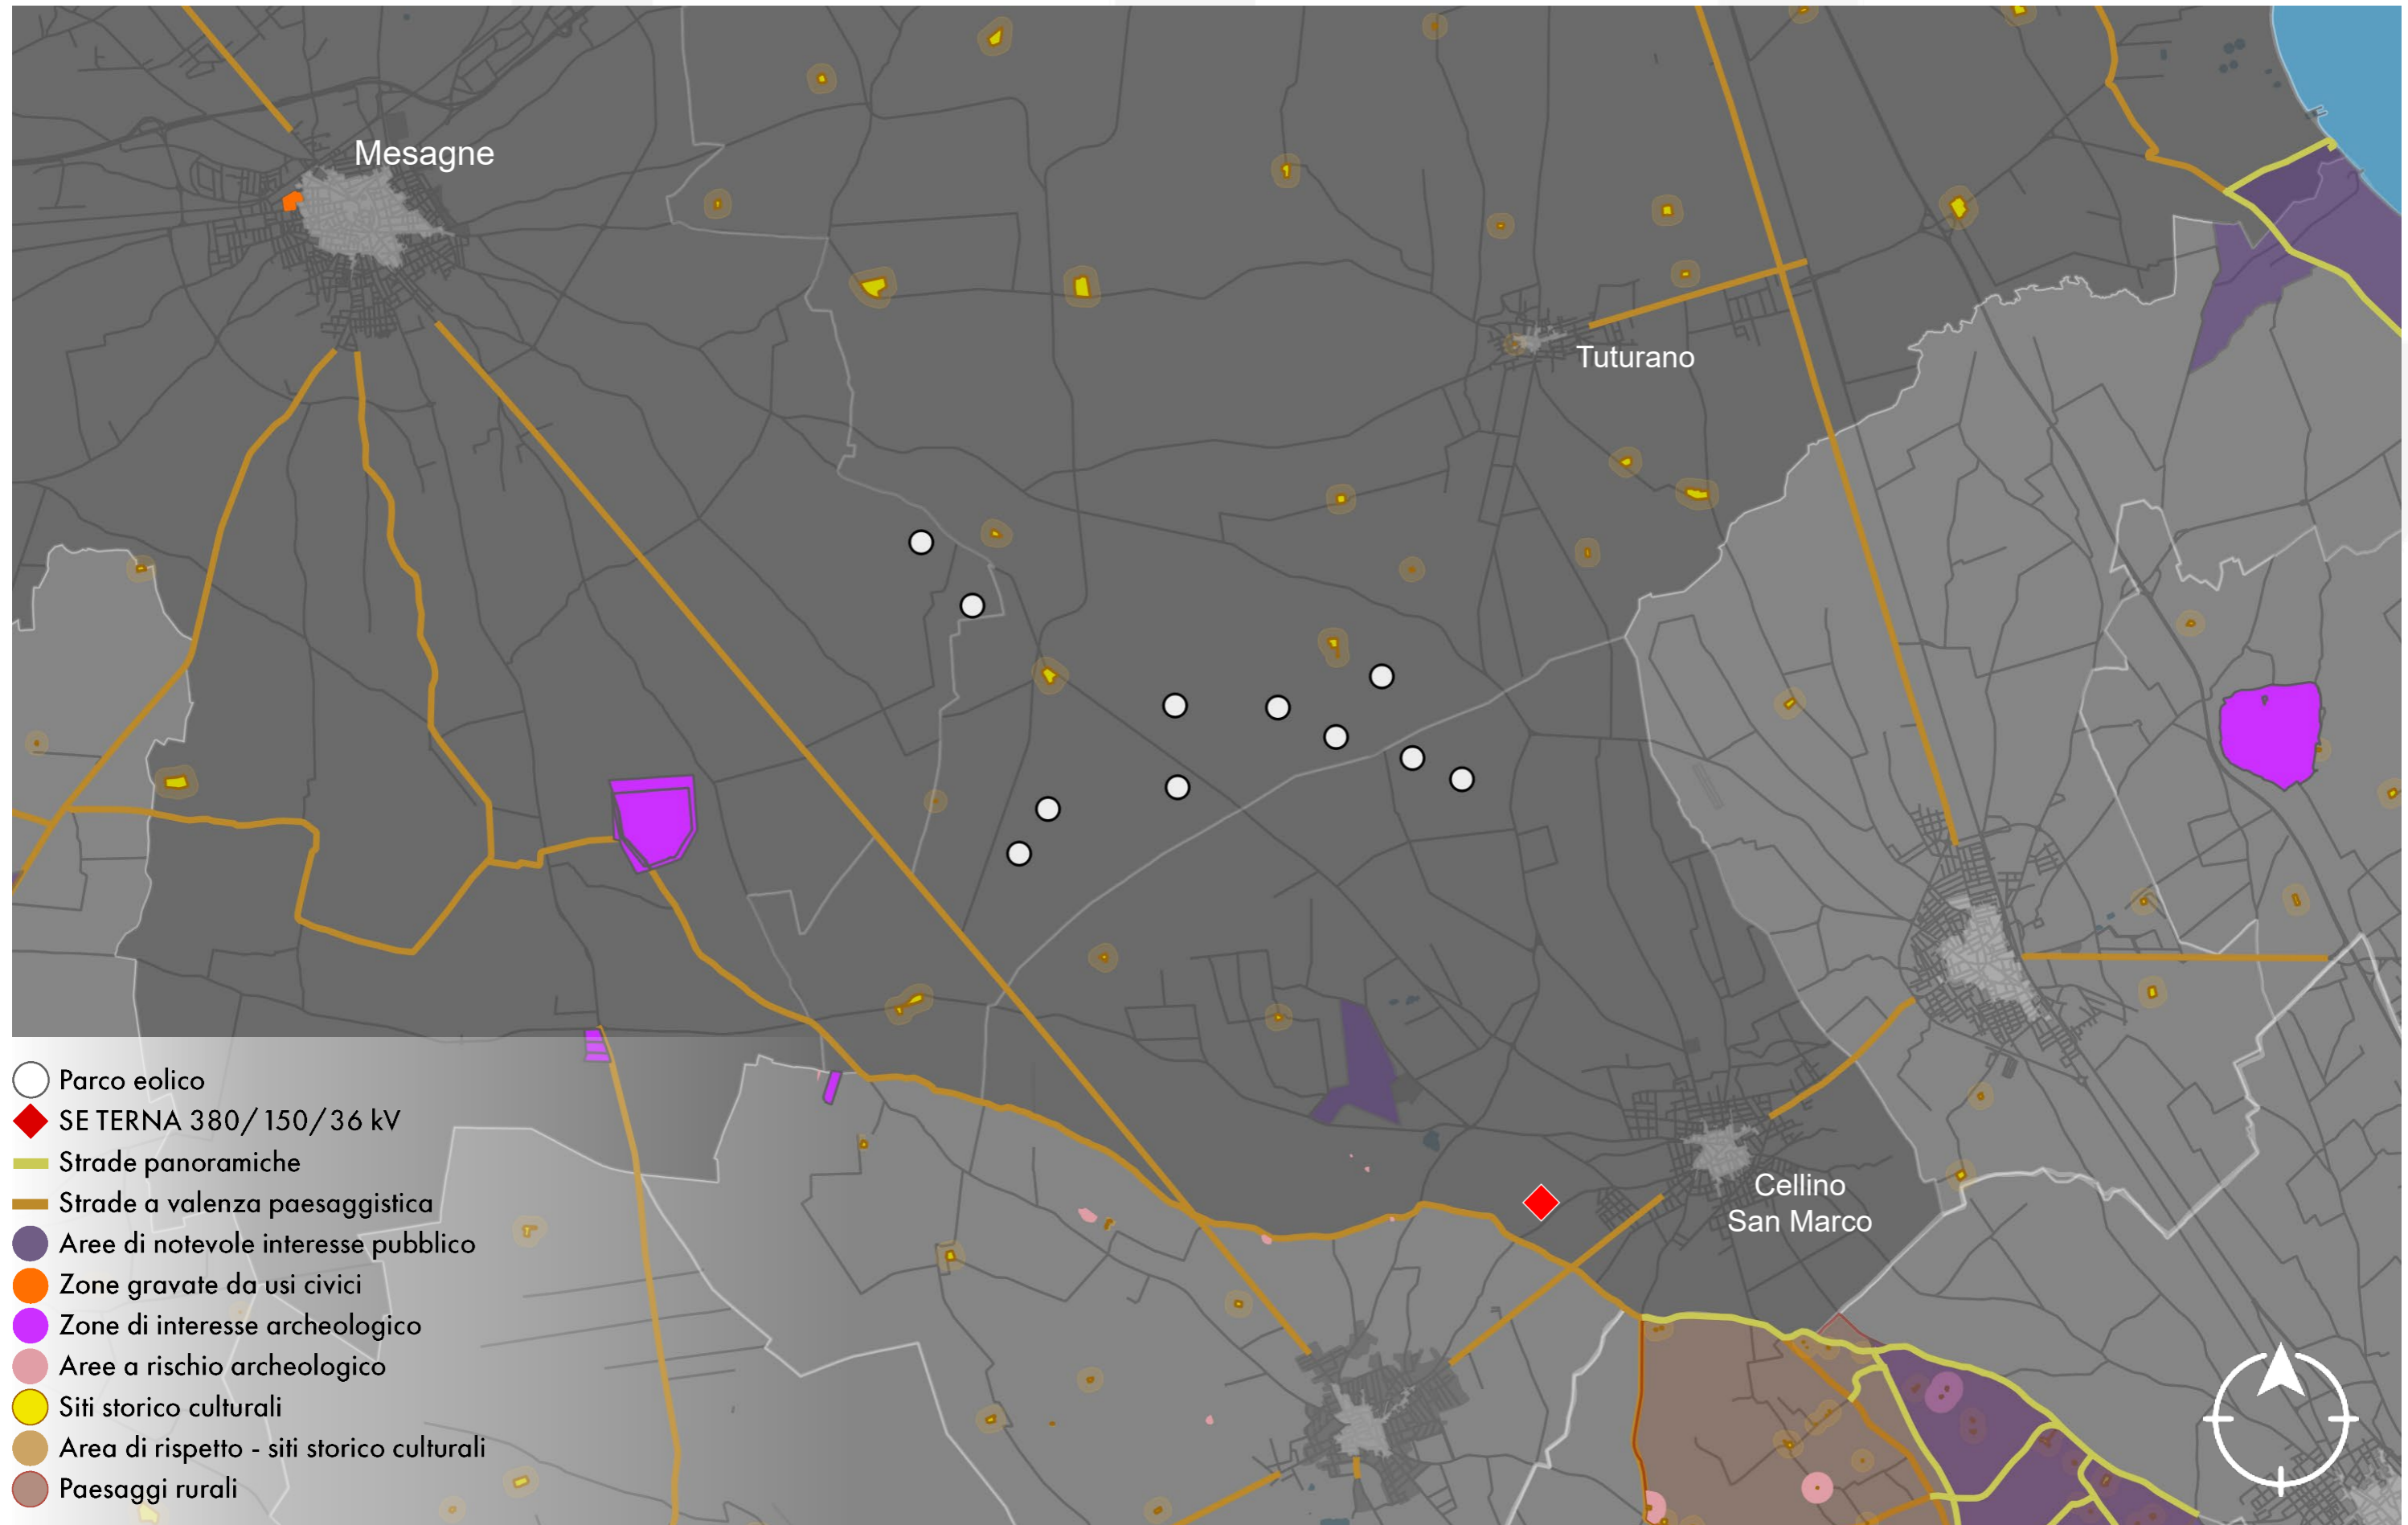 Mesagne
Tuturano
Cellino
San Marco
Parco eolico
SE TERNA 380/150/36 kV
Strade panoramiche
Strade a valenza paesaggistica
Aree di notevole interesse pubblico
Zone gravate da usi civici
Zone di interesse archeologico
Aree a rischio archeologico
Siti storico culturali
Area di rispetto - siti storico culturali
Paesaggi rurali